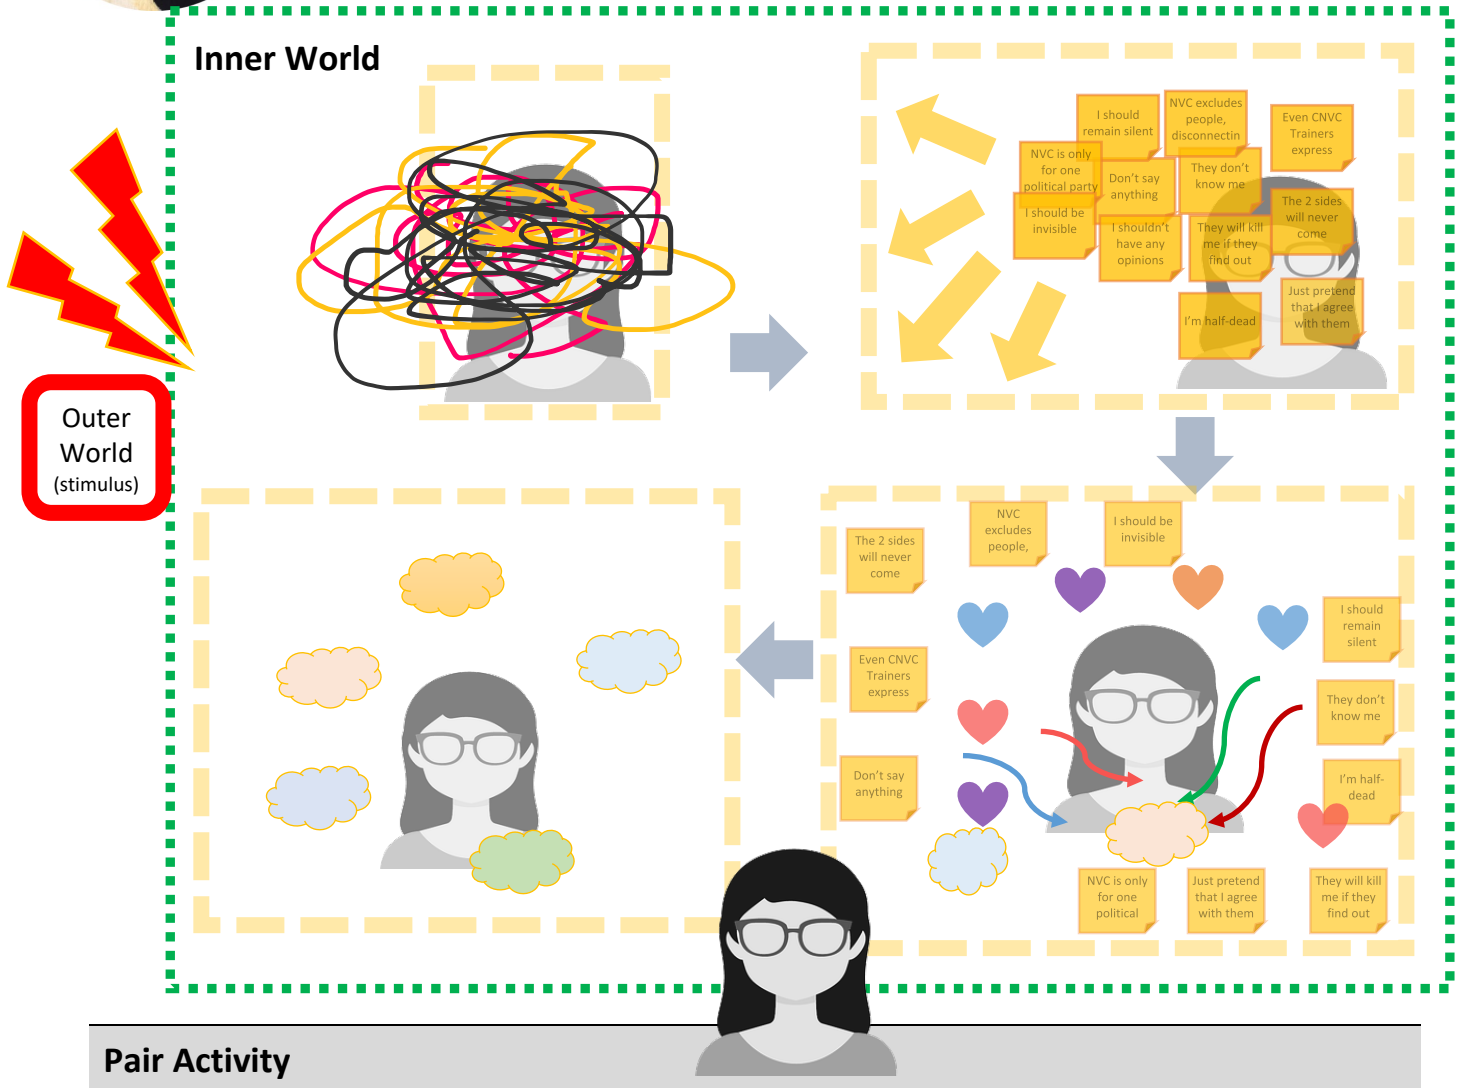 Inner World
Outer
World
(stimulus)
I should
remain silent
NVC excludes
people,
disconnectin
Even CNVC
Trainers
express
NVC is only
for one
political party
Don't say
anything
They don't
know me
The 2 sides
will never
come
I should be
invisible
I shouldn't
have any
opinions
They will kill
me if they
find out
I'm half-dead
Just pretend
that I agree
with them
The 2 sides
will never
come
NVC
excludes
people,
I should be
invisible
I should
remain
silent
Even CNVC
Trainers
express
They don't
know me
Don't say
anything
I'm half-
dead
NVC is only
for one
political
Just pretend
that I agree
with them
They will kill
me if they
find out
Pair Activity